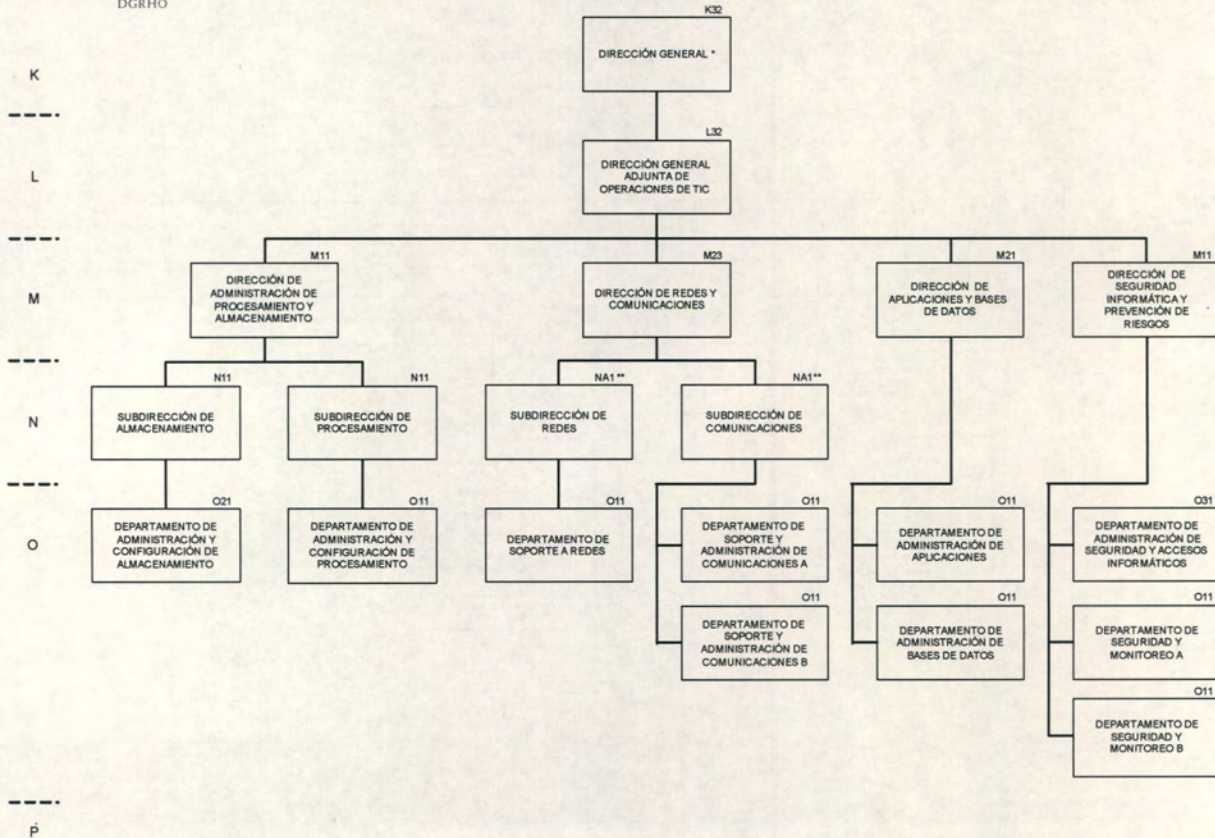 DGRHO
K32
DIRECCIÓN GENERAL *
K
L32
DIRECCIÓN GENERAL
ADJUNTA DE
OPERACIONES DE TIC
L
M11
DIRECCIÓN DE
ADMINISTRACIÓN DE
PROCESAMIENTO Y
ALMACENAMIENTO
M23
DIRECCIÓN DE REDES Y
COMUNICACIONES
M21
DIRECCIÓN DE
APLICACIONES Y BASES
DE DATOS
M11
DIRECCIÓN DE
SEGURIDAD
INFORMÁTICA Y
PREVENCIÓN DE
RIESGOS
M
N11
SUBDIRECCIÓN DE
ALMACENAMIENTO
N11
SUBDIRECCIÓN DE
PROCESAMIENTO
NA1 **
SUBDIRECCIÓN DE
REDES
NA1 **
SUBDIRECCIÓN DE
COMUNICACIONES
N
O21
DEPARTAMENTO DE
ADMINISTRACIÓN Y
CONFIGURACIÓN DE
ALMACENAMIENTO
O11
DEPARTAMENTO DE
ADMINISTRACIÓN Y
CONFIGURACIÓN DE
PROCESAMIENTO
O11
DEPARTAMENTO DE
SOPORTE A REDES
O11
DEPARTAMENTO DE
SOPORTE Y
ADMINISTRACIÓN DE
COMUNICACIONES A
O11
DEPARTAMENTO DE
ADMINISTRACIÓN DE
APLICACIONES
O31
DEPARTAMENTO DE
ADMINISTRACIÓN DE
SEGURIDAD Y ACCESOS
INFORMÁTICOS
O
O11
DEPARTAMENTO DE
SOPORTE Y
ADMINISTRACIÓN DE
COMUNICACIONES B
O11
DEPARTAMENTO DE
ADMINISTRACIÓN DE
BASES DE DATOS
O11
DEPARTAMENTO DE
SEGURIDAD Y
MONITOREO A
O11
DEPARTAMENTO DE
SEGURIDAD Y
MONITOREO B
P